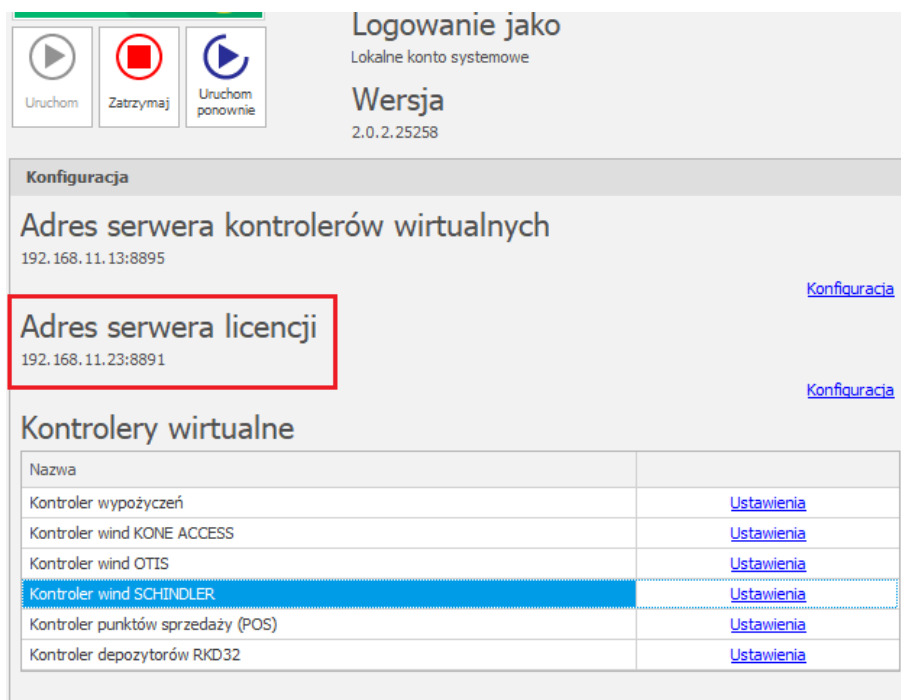 Logowanie jako
Lokalne konto systemowe
Uruchom
Zatrzymaj
Uruchom
ponownie
Wersja
2.0.2.25258
Konfiguracja
Adres serwera kontrolerów wirtualnych
192.168.11.13:8895
Konfiguracja
Adres serwera licencji
192.168.11.23:8891
Konfiguracja
Kontrolery wirtualne
Nazwa
Kontroler wypożyczeń Ustawienia
Kontroler wind KONE ACCESS Ustawienia
Kontroler wind OTIS Ustawienia
Kontroler wind SCHINDLER Ustawienia
Kontroler punktów sprzedaży (POS) Ustawienia
Kontroler depozytorów RKD32 Ustawienia